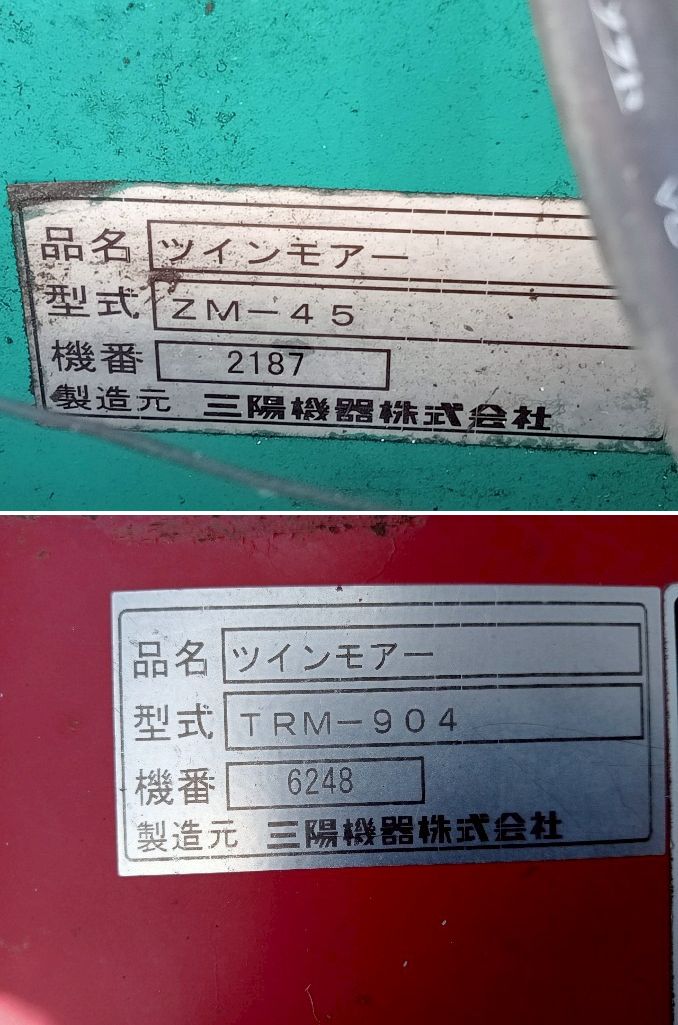 品名 ツインモアー
型式 ZM-45
機番 2187
製造元 三陽機器株式会社
品名 ツインモアー
型式 TRM-904
機番 6248
製造元 三陽機器株式会社